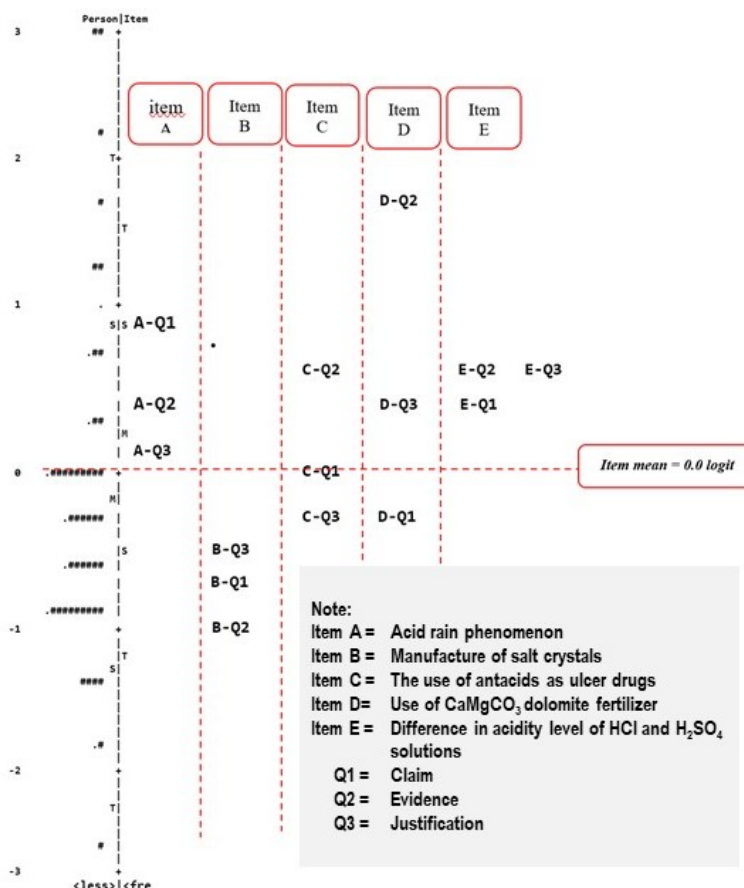 Person|Item
3 ## +
item Item Item Item Item
A B C D E
#
2 T+
# D-Q2
|T
##
1 . +
S|S A-Q1
.##
C-Q2 E-Q2 E-Q3
A-Q2 D-Q3 E-Q1
.##
|M
A-Q3
Item mean = 0.0 logit
0 .######### + C-Q1
M|
.###### C-Q3 D-Q1
|S B-Q3
.######
B-Q1
.#########
-1 + B-Q2
|T
S|
####
.#
-2 +
T|
#
-3 +
<less>|<fre
Note:
Item A = Acid rain phenomenon
Item B = Manufacture of salt crystals
Item C = The use of antacids as ulcer drugs
Item D= Use of CaMgCO3 dolomite fertilizer
Item E = Difference in acidity level of HCl and H2SO4
solutions
Q1 = Claim
Q2 = Evidence
Q3 = Justification